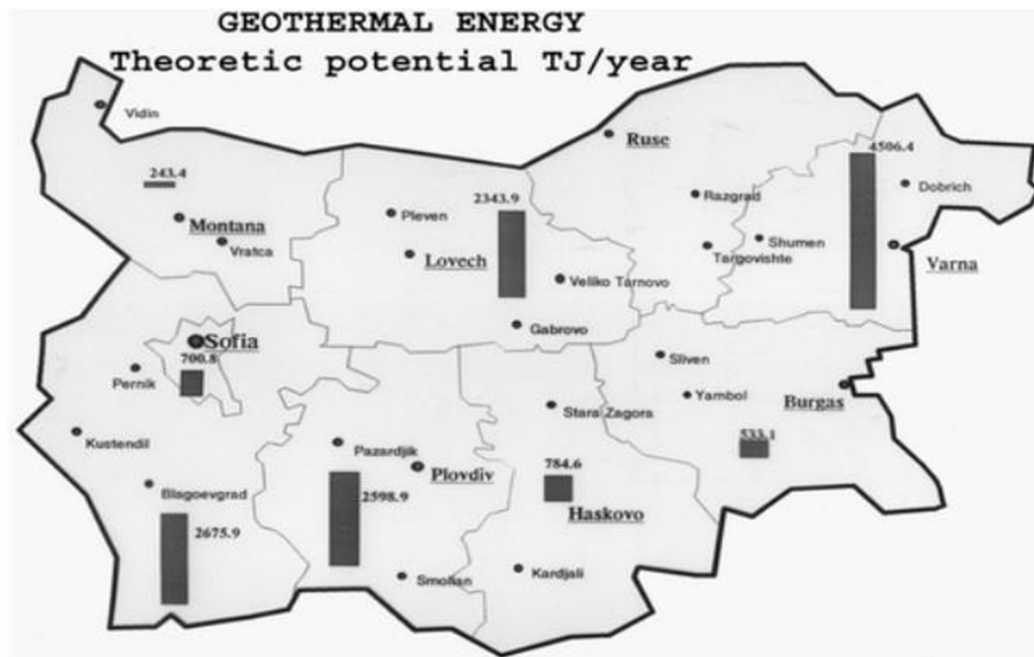 GEOTHERMAL ENERGY
Theoretic potential TJ/year
Vidin
Ruse
4506.4
243.4
Dobrich
2343.9
Razgrad
Pleven
Montana
Shumen
Vratca
Targovishte
Lovech
Varna
Veliko Tarnovo
Gabrovo
Sofia
700.8
Sliven
Pernik
Yambol
Burgas
Stara Zagora
533.1
Kustendil
Pazardjik
784.6
Plovdiv
Blagoevgrad
2598.9
Haskovo
2675.9
Smolian
Kardjali